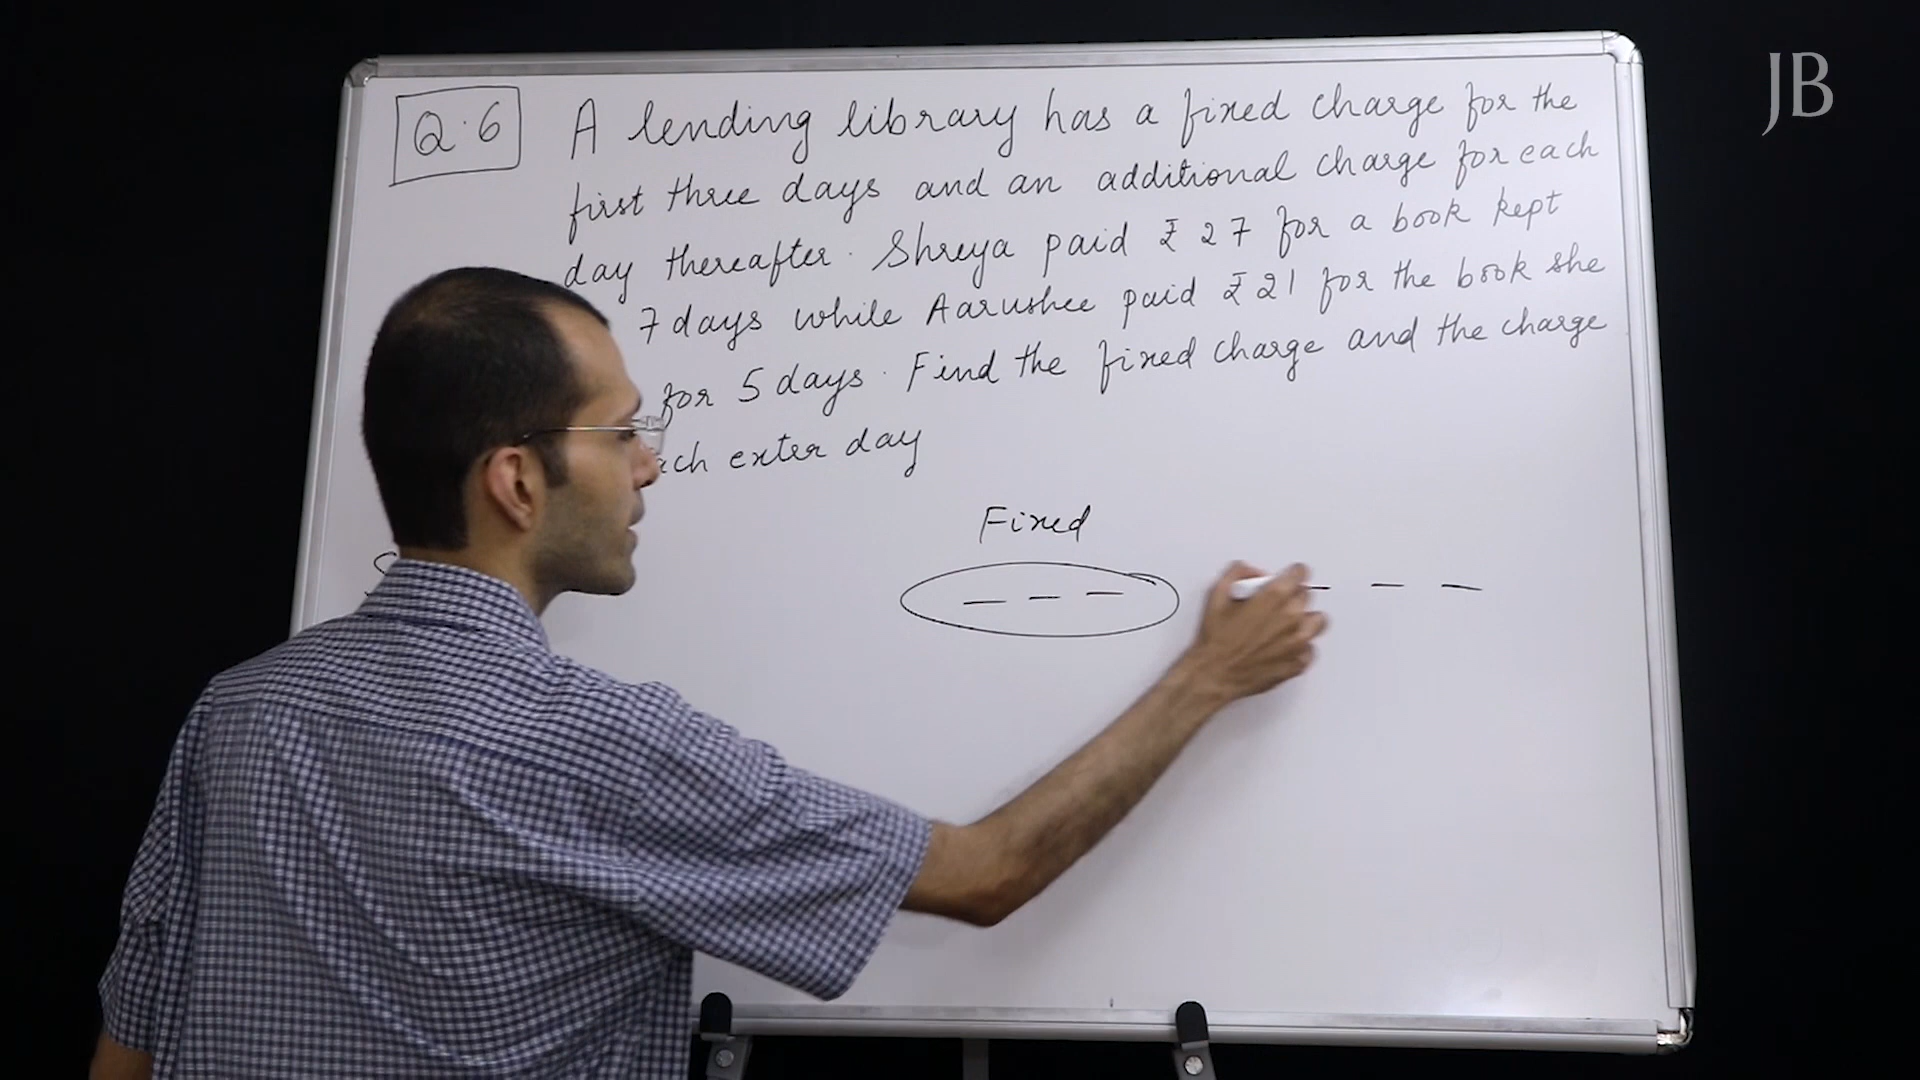 JB
Q.6 A lending library has a fixed charge for the
first three days and an additional charge for each
day thereafter. Shreya paid ₹ 27 for a book kept
7 days while Aarushee paid ₹ 21 for the book she
for 5 days. Find the fixed charge and the charge
ach exter day
Fixed